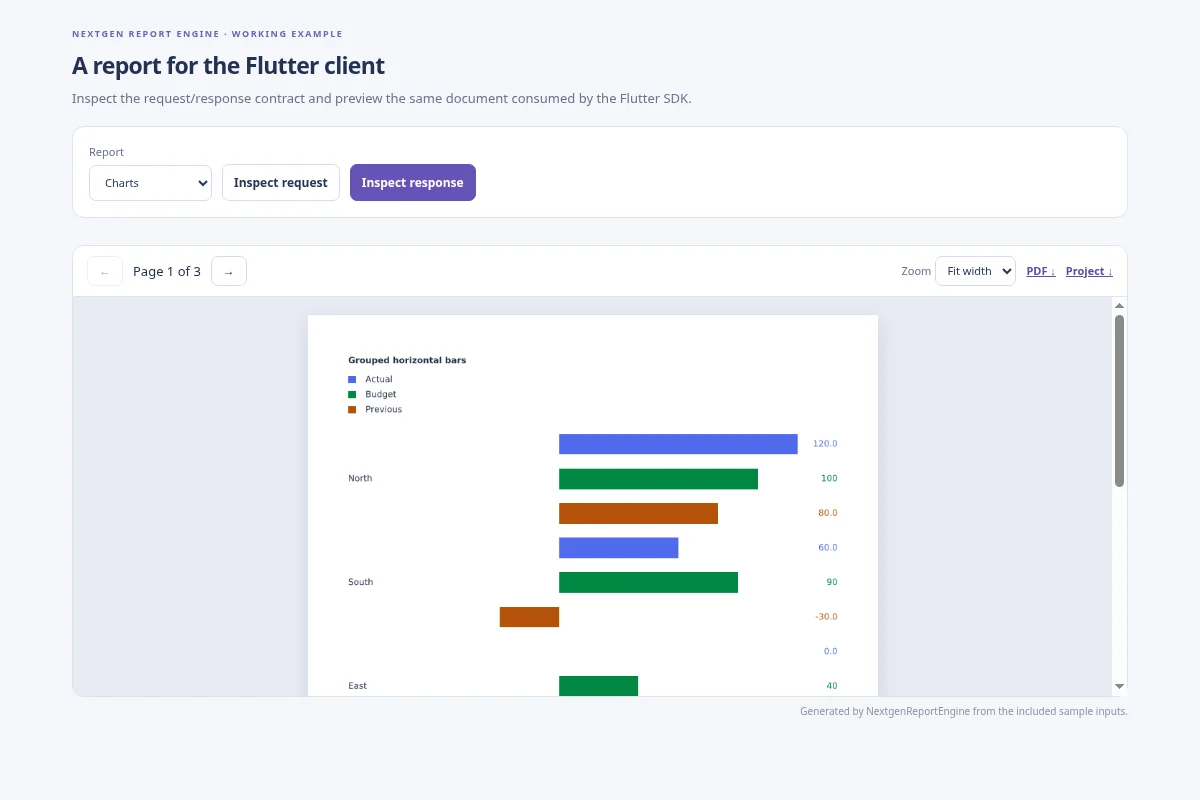 NEXTGEN REPORT ENGINE · WORKING EXAMPLE
A report for the Flutter client
Inspect the request/response contract and preview the same document consumed by the Flutter SDK.
Report
Charts
Inspect request
Inspect response
←
Page 1 of 3
→
Zoom
Fit width
PDF ↓
Project ↓
Grouped horizontal bars
Actual
Budget
Previous
120.0
North
100
80.0
60.0
South
90
-30.0
0.0
East
40
Generated by NextgenReportEngine from the included sample inputs.